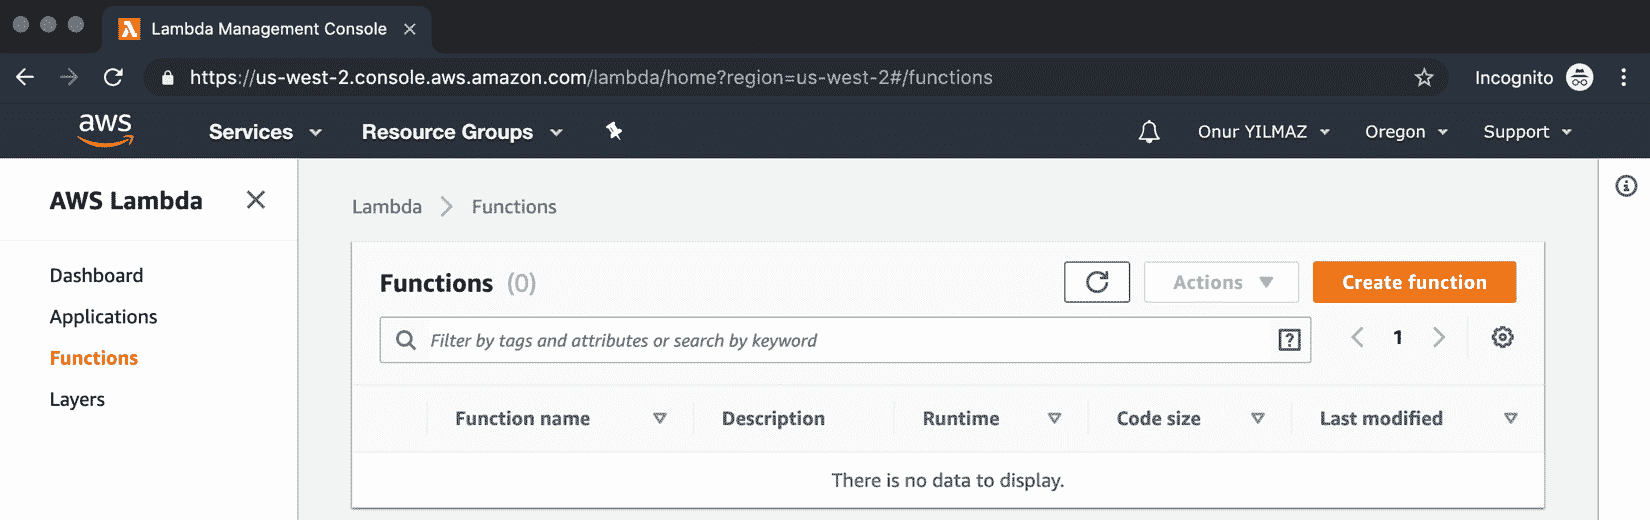 Lambda Management Console
https://us-west-2.console.aws.amazon.com/lambda/home?region=us-west-2#/functions
Incognito
aws
Services
Resource Groups
Onur YILMAZ
Oregon
Support
AWS Lambda
Dashboard
Applications
Functions
Layers
Lambda > Functions
Functions (0)
Actions
Create function
Filter by tags and attributes or search by keyword
?
1
Function name
Description
Runtime
Code size
Last modified
There is no data to display.